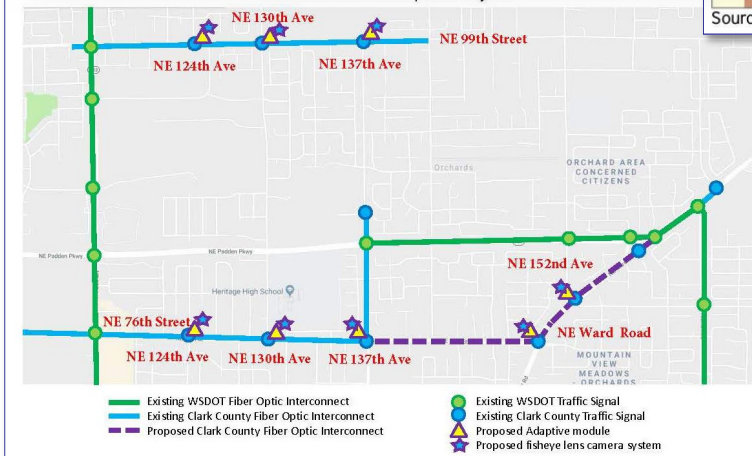 Sourc
NE 130th Ave
NE 99th Street
NE 124th Ave
NE 137th Ave
Orchards
ORCHARD AREA
CONCERNED
CITIZENS
NE Padden Pkwy
NE Padden Pkwy
NE 152nd Ave
Heritage High School
NE 76th Street
NE Ward Road
NE 124th Ave
NE 130th Ave
NE 137th Ave
MOUNTAIN
VIEW
MEADOWS
- ORCHARDS
Existing WSDOT Fiber Optic Interconnect
Existing Clark County Fiber Optic Interconnect
Proposed Clark County Fiber Optic Interconnect
Existing WSDOT Traffic Signal
Existing Clark County Traffic Signal
Proposed Adaptive module
Proposed fisheye lens camera system